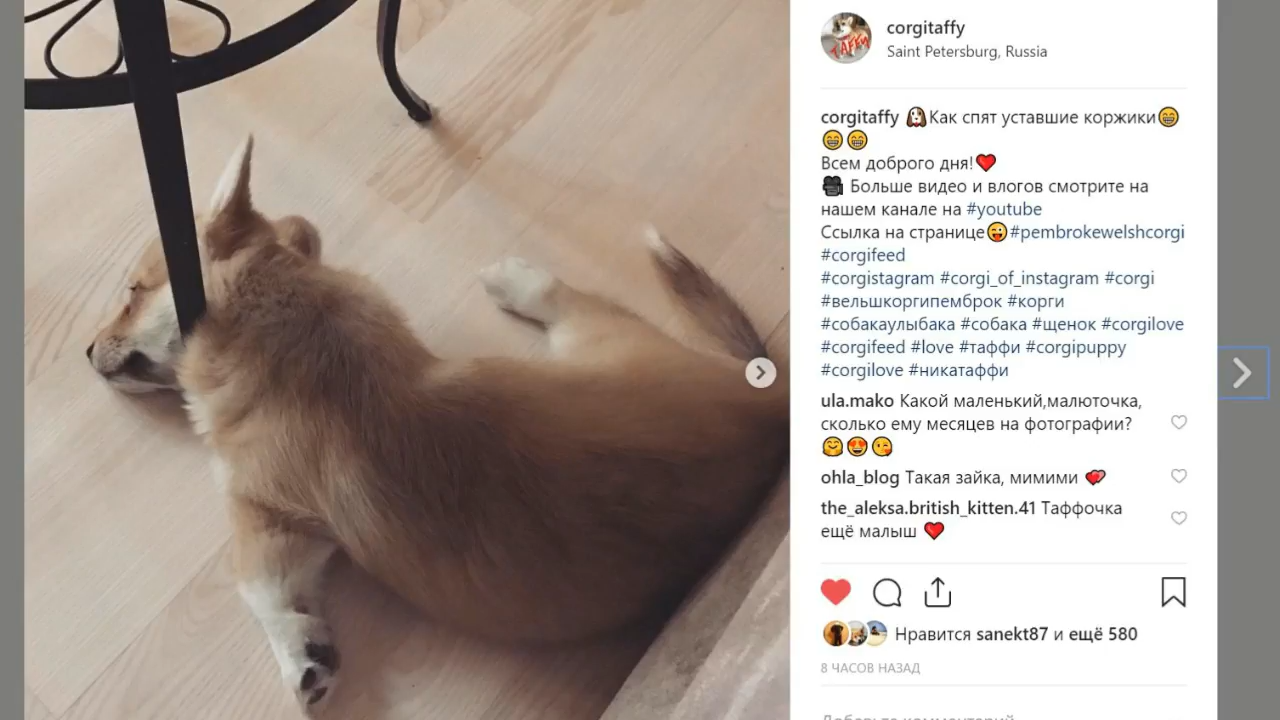 corgitaffy
Saint Petersburg, Russia
corgitaffy 🐶Как спят уставшие коржики😁
😁😁
Всем доброго дня!❤️
🎥 Больше видео и влогов смотрите на
нашем канале на #youtube
Ссылка на странице😜#pembrokewelshcorgi
#corgifeed
#corgistagram #corgi_of_instagram #corgi
#вельшкоргипемброк #корги
#собакаулыбака #собака #щенок #corgilove
#corgifeed #love #таффи #corgipuppy
#corgilove #никатаффи
ula.mako Какой маленький,малюточка,
сколько ему месяцев на фотографии?
🤗😍😘
ohla_blog Такая зайка, мимими 💕
the_aleksa.british_kitten.41 Таффочка
ещё малыш ❤️
Нравится sanekt87 и ещё 580
8 ЧАСОВ НАЗАД
Добавьте комментарий